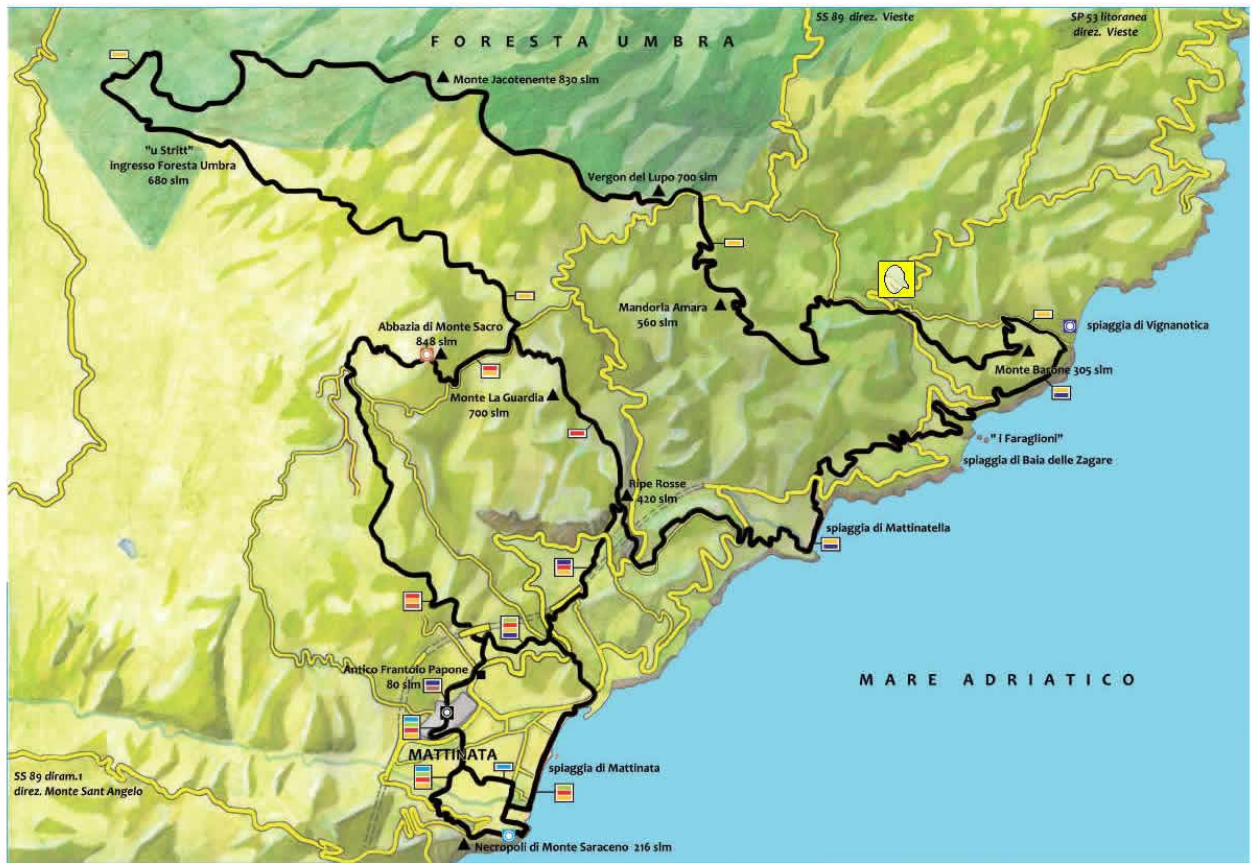 SS 89 direz. Vieste
SP 53 litoranea
direz. Vieste
FORESTA UMBRA
Monte Jacotenente 830 slm
"u Stritt"
ingresso Foresta Umbra
680 slm
Vergon del Lupo 700 slm
Mandorla Amara
560 slm
Abbazia di Monte Sacro
848 slm
spiaggia di Vignanotica
Monte Barone 305 slm
Monte La Guardia
700 slm
" i Faraglioni"
spiaggia di Baia delle Zagare
Ripe Rosse
420 slm
spiaggia di Mattinatella
Antico Frantoio Papone
80 slm
MARE ADRIATICO
MATTINATA
spiaggia di Mattinata
SS 89 diram.1
direz. Monte Sant Angelo
Necropoli di Monte Saraceno 216 slm